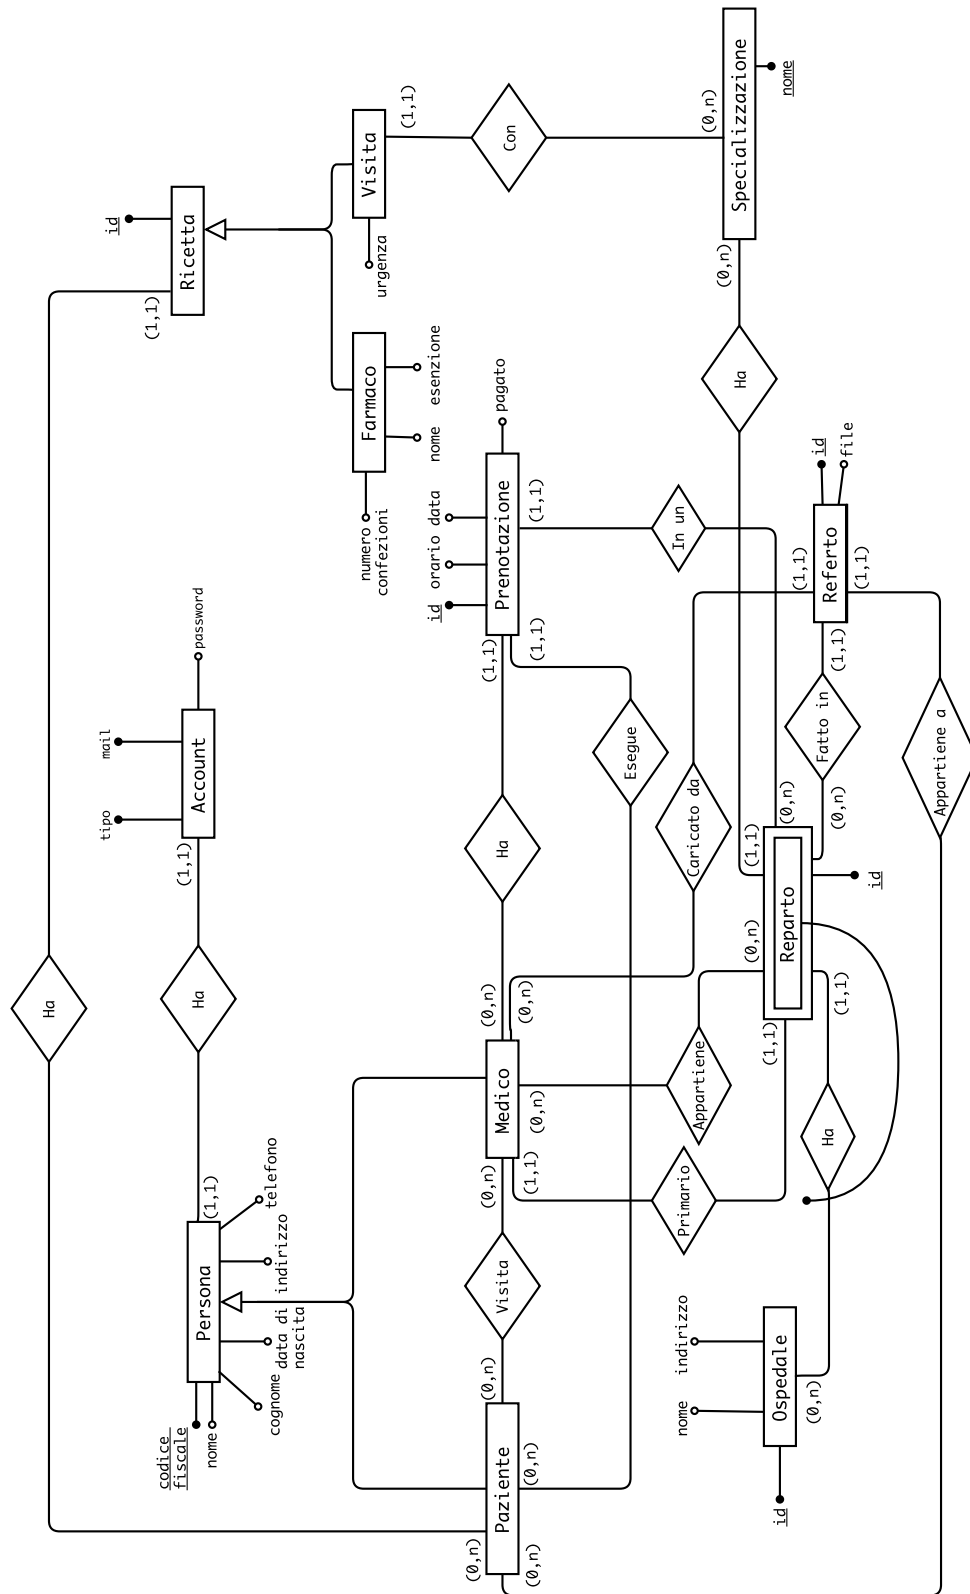 Ha
tipo
mail
id
(1,1)
codice
fiscale
(1,1)
Ricetta
Ha
Account
password
Persona
(1,1)
nome
cognome
data di
nascita
indirizzo
telefono
numero
confezioni
Farmaco
urgenza
Visita
(1,1)
id
orario
data
nome
esenzione
(0,n)
(0,n)
(0,n)
(0,n)
(1,1)
Paziente
Visita
Medico
Ha
Prenotazione
pagato
Con
(0,n)
(0,n)
(1,1)
(0,n)
(0,n)
(1,1)
(1,1)
Esegue
nome
indirizzo
Primario
Appartiene
Caricato da
In un
(0,n)
(0,n)
Ha
Specializzazione
(0,n)
(1,1)
(1,1)
id
Ospedale
Reparto
(0,n)
nome
(1,1)
(0,n)
Ha
Fatto in
Referto
id
(1,1)
(0,n)
(1,1)
(1,1)
file
id
Appartiene a